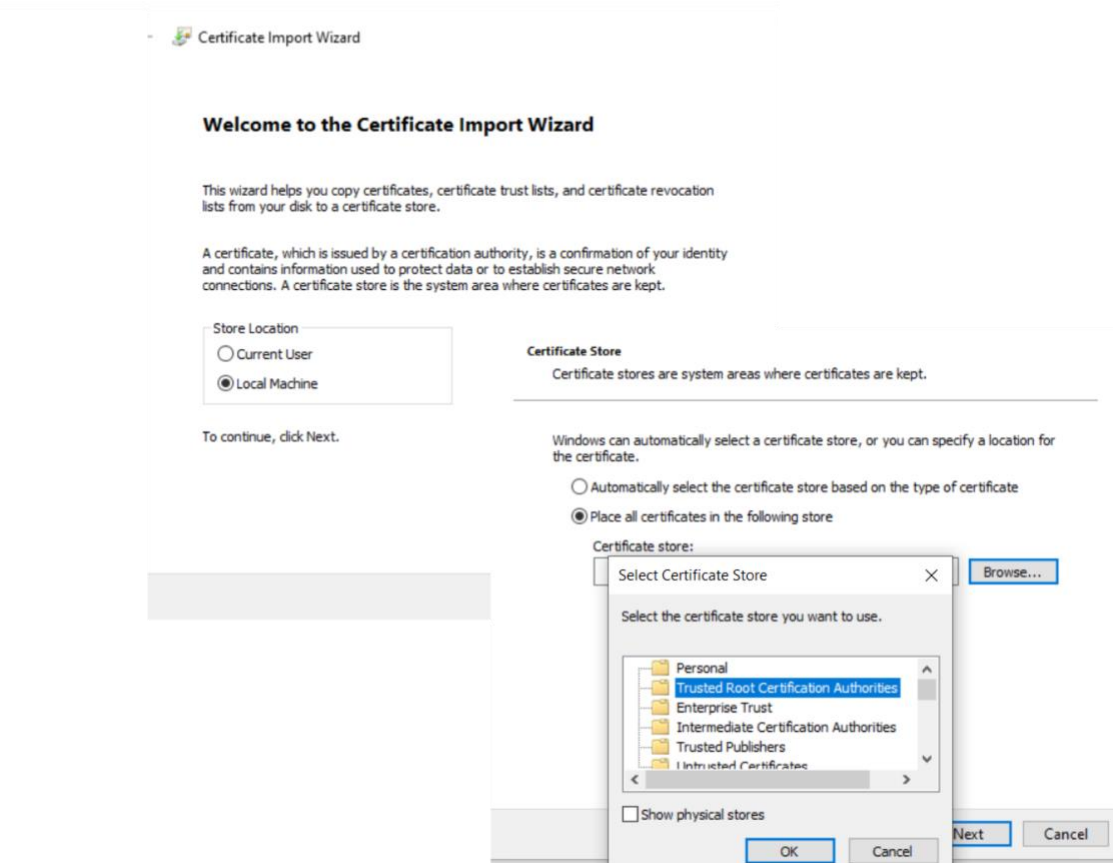 Certificate Import Wizard
Welcome to the Certificate Import Wizard
This wizard helps you copy certificates, certificate trust lists, and certificate revocation
lists from your disk to a certificate store.
A certificate, which is issued by a certification authority, is a confirmation of your identity
and contains information used to protect data or to establish secure network
connections. A certificate store is the system area where certificates are kept.
Store Location
Current User
Local Machine
To continue, click Next.
Certificate Store
Certificate stores are system areas where certificates are kept.
Windows can automatically select a certificate store, or you can specify a location for
the certificate.
Automatically select the certificate store based on the type of certificate
Place all certificates in the following store
Certificate store:
Browse...
Select Certificate Store
Select the certificate store you want to use.
Personal
Trusted Root Certification Authorities
Enterprise Trust
Intermediate Certification Authorities
Trusted Publishers
Untrusted Certificates
Show physical stores
OK
Cancel
Next
Cancel